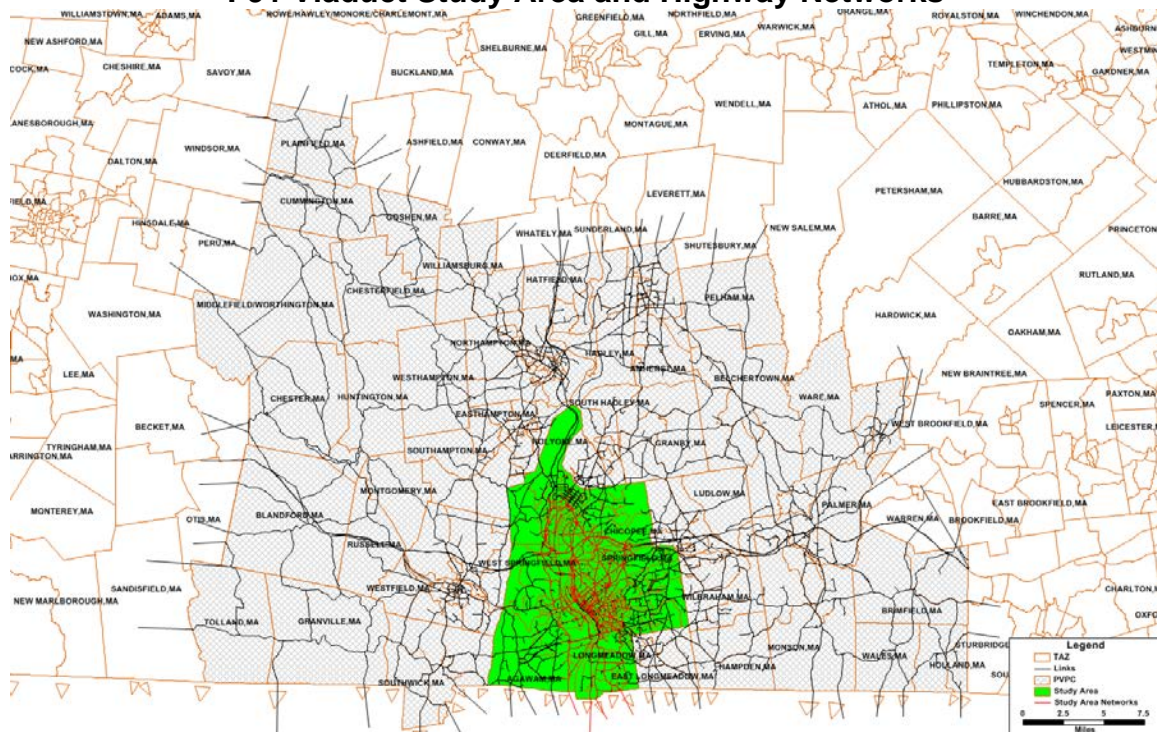 Viaduct Study Area and Highway Networks
WILLIAMSTOWN,MA
ADAMS,MA
ROWE/HAWLEY/MONORE/CHARLEMONT,MA
GREENFIELD,MA
NORTHFIELD,MA
WARWICK,MA
ORANGE,MA
ROYALSTON,MA
WINCHENDON,MA
GILL,MA
ERVING,MA
NEW ASHFORD,MA
SHELBURNE,MA
CHESHIRE,MA
SAVOY,MA
BUCKLAND,MA
TEMPLETON,MA
GARDNER,MA
WENDELL,MA
ATHOL,MA
PHILLIPSTON,MA
MONTAGUE,MA
PLAINFIELD,MA
ASHFIELD,MA
CONWAY,MA
WINDSOR,MA
DALTON,MA
DEERFIELD,MA
HUBBARDSTON,MA
LEVERETT,MA
PETERSHAM,MA
CUMMINGTON,MA
GOSHEN,MA
BARRE,MA
HINSDALE,MA
WHATELY,MA
SUNDERLAND,MA
NEW SALEM,MA
PERU,MA
SHUTESBURY,MA
WILLIAMSBURG,MA
HATFIELD,MA
RUTLAND,MA
CHESTERFIELD,MA
PELHAM,MA
MIDDLEFIELD/WORTHINGTON,MA
WASHINGTON,MA
HARDWICK,MA
OAKHAM,MA
NORTHAMPTON,MA
HADLEY,MA
AMHERST,MA
LEE,MA
WESTHAMPTON,MA
BELCHERTOWN,MA
NEW BRAINTREE,MA
PAXTON,MA
CHESTER,MA
HUNTINGTON,MA
SOUTH HADLEY,MA
WARE,MA
SPENCER,MA
EASTHAMPTON,MA
BECKET,MA
WEST BROOKFIELD,MA
HOLYOKE,MA
GRANBY,MA
TYRINGHAM,MA
SOUTHAMPTON,MA
MONTGOMERY,MA
LUDLOW,MA
PALMER,MA
EAST BROOKFIELD,MA
MONTEREY,MA
OTIS,MA
BLANDFORD,MA
WARREN,MA
BROOKFIELD,MA
CHICOPEE,MA
RUSSELL,MA
WEST SPRINGFIELD,MA
SPRINGFIELD,MA
SANDISFIELD,MA
WESTFIELD,MA
WILBRAHAM,MA
NEW MARLBOROUGH,MA
BRIMFIELD,MA
TOLLAND,MA
GRANVILLE,MA
MONSON,MA
LONGMEADOW,MA
WALES,MA
HOLLAND,MA
HAMPDEN,MA
AGAWAM,MA
EAST LONGMEADOW,MA
SOUTHWICK,MA
Legend
TAZ
Links
PVPC
Study Area
Study Area Networks
0 2.5 5 7.5
Miles